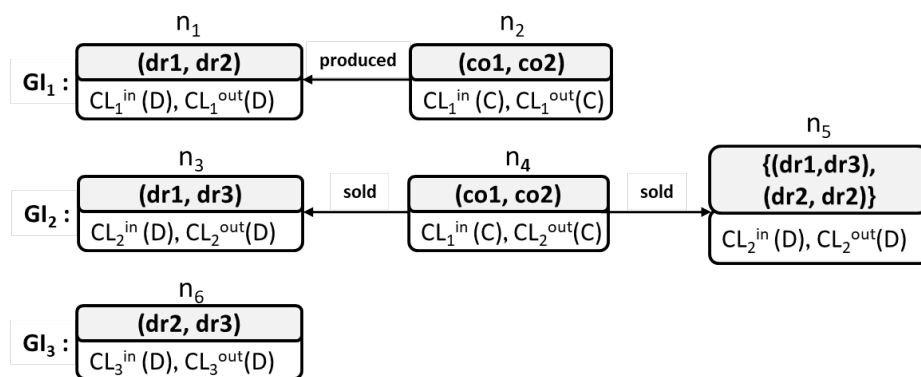 n₁ n₂
GI₁ : (dr1, dr2) produced (co1, co2)
CL₁ⁱⁿ (D), CL₁ᵒᵘᵗ(D) CL₁ⁱⁿ (C), CL₁ᵒᵘᵗ(C)
n₃ n₄ n₅
GI₂ : (dr1, dr3) sold (co1, co2) sold {(dr1,dr3),
(dr2, dr2)}
CL₂ⁱⁿ (D), CL₂ᵒᵘᵗ(D) CL₁ⁱⁿ (C), CL₂ᵒᵘᵗ(C) CL₂ⁱⁿ (D), CL₂ᵒᵘᵗ(D)
n₆
GI₃ : (dr2, dr3)
CL₃ⁱⁿ (D), CL₃ᵒᵘᵗ(D)